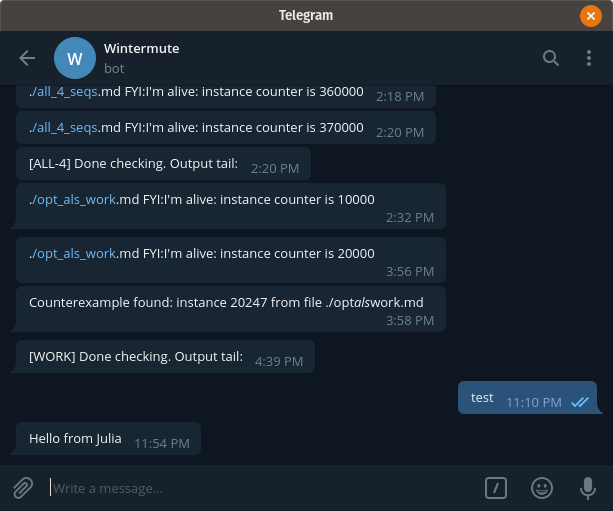 Telegram
W
Wintermute
bot
./all_4_seqs.md FYI:I'm alive: instance counter is 360000 2:18 PM
./all_4_seqs.md FYI:I'm alive: instance counter is 370000 2:20 PM
[ALL-4] Done checking. Output tail: 2:20 PM
./opt_als_work.md FYI:I'm alive: instance counter is 10000
2:32 PM
./opt_als_work.md FYI:I'm alive: instance counter is 20000
3:56 PM
Counterexample found: instance 20247 from file ./optalswork.md
3:58 PM
[WORK] Done checking. Output tail: 4:39 PM
test 11:10 PM
Hello from Julia 11:54 PM
Write a message...